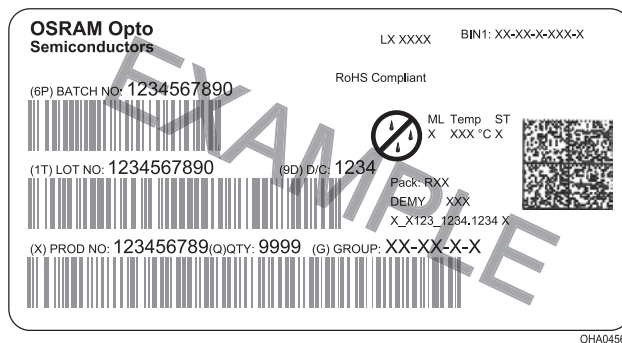 OSRAM Opto
Semiconductors
LX XXXX
BIN1: XX-XX-X-XXX-X
RoHS Compliant
(6P) BATCH NO: 1234567890
ML Temp ST
X XXX °C X
(1T) LOT NO: 1234567890 (9D) D/C: 1234
Pack: RXX
DEMY XXX
X_X123_1234.1234 X
(X) PROD NO: 123456789(Q)QTY: 9999 (G) GROUP: XX-XX-X-X
EXAMPLE
OHA0456